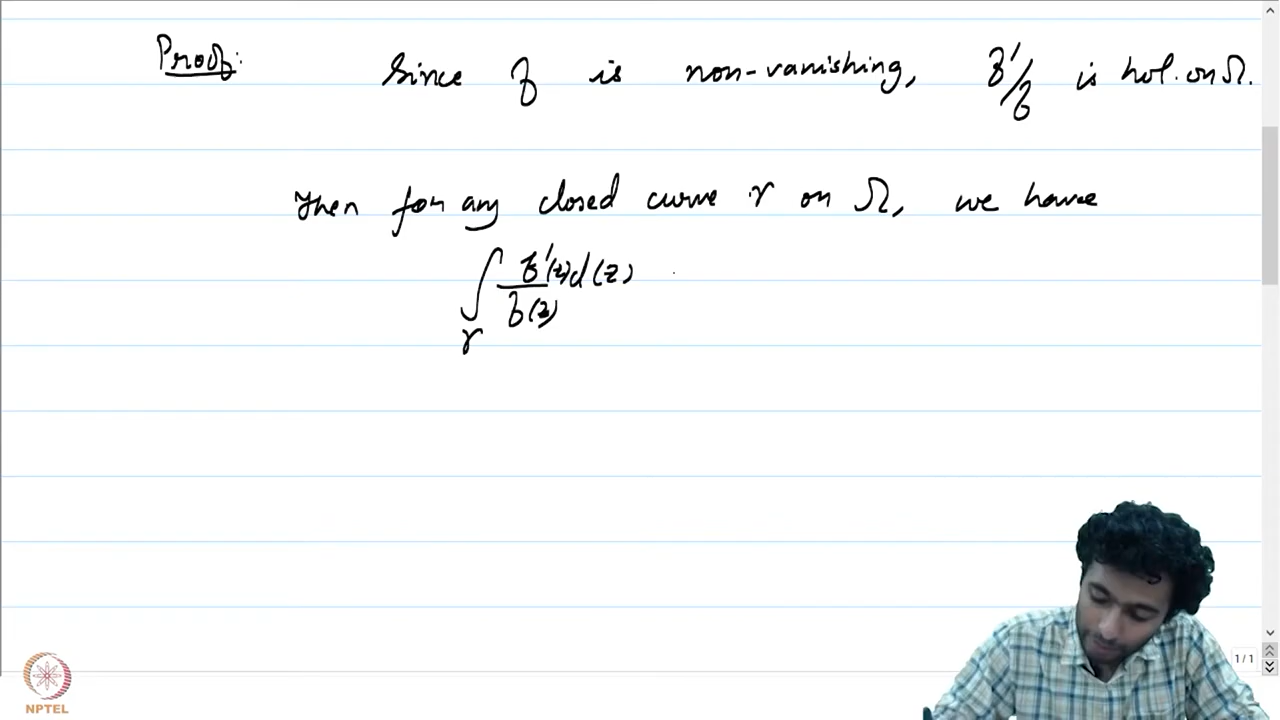 Proof:
Since f is non-vanishing, f'/f is hol. on Ω.
Then for any closed curve γ on Ω, we have
∫_γ f'(z)d(z) / f(z)
1 / 1
NPTEL